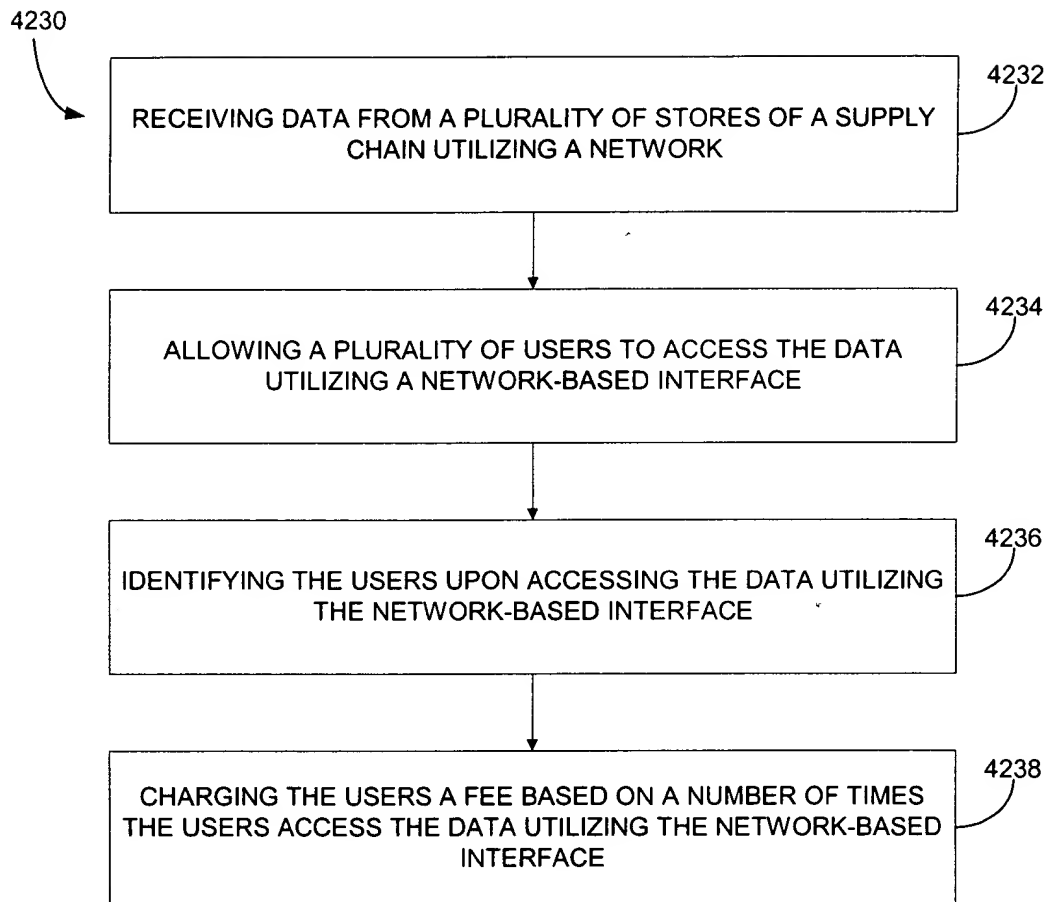 4230
4232
RECEIVING DATA FROM A PLURALITY OF STORES OF A SUPPLY
CHAIN UTILIZING A NETWORK
4234
ALLOWING A PLURALITY OF USERS TO ACCESS THE DATA
UTILIZING A NETWORK-BASED INTERFACE
4236
IDENTIFYING THE USERS UPON ACCESSING THE DATA UTILIZING
THE NETWORK-BASED INTERFACE
4238
CHARGING THE USERS A FEE BASED ON A NUMBER OF TIMES
THE USERS ACCESS THE DATA UTILIZING THE NETWORK-BASED
INTERFACE